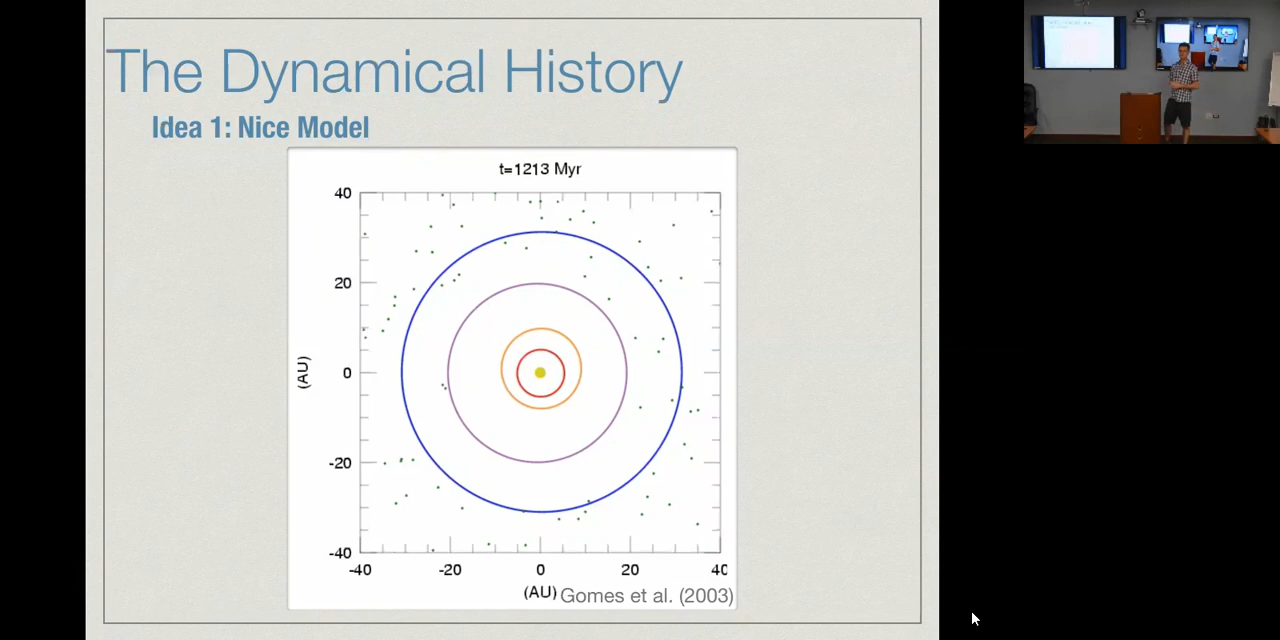 The Dynamical History
Idea 1: Nice Model
t=1213 Myr
40
20
0
-20
-40
(AU)
-40
-20
0
20
40
(AU)
Gomes et al. (2003)